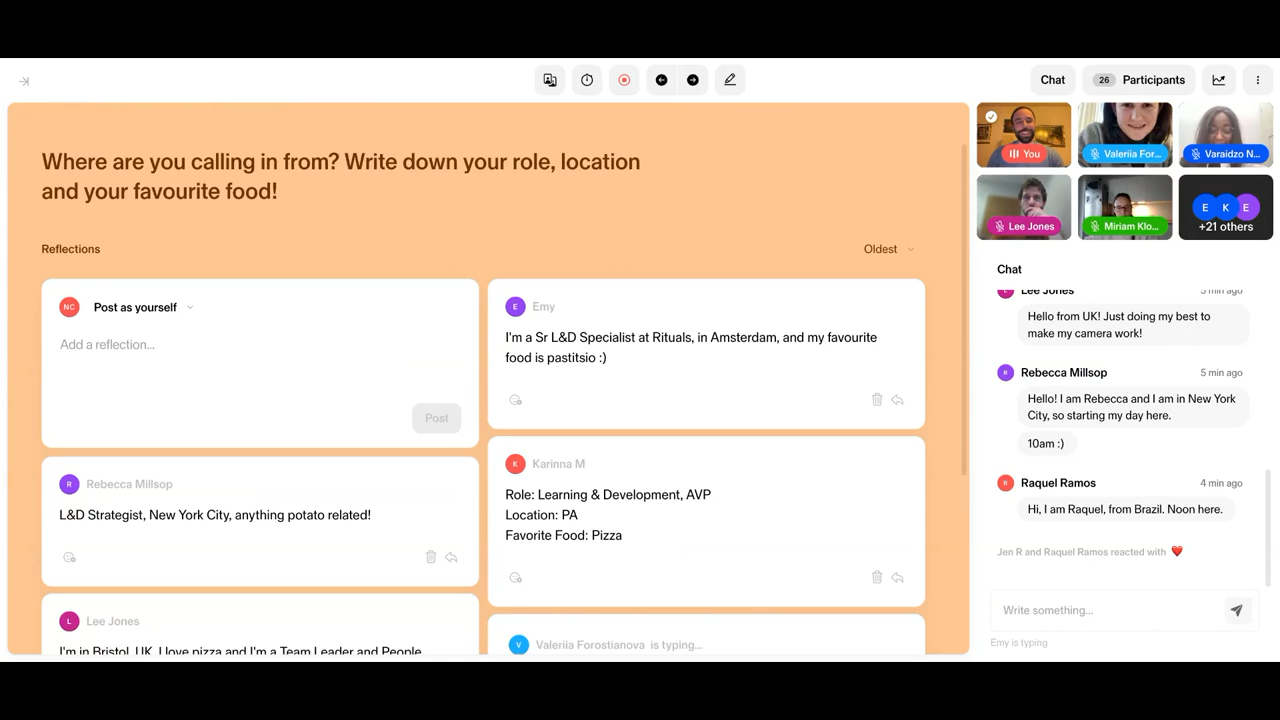 Chat
26 Participants
Where are you calling in from? Write down your role, location
and your favourite food!
Reflections
Oldest
NC Post as yourself
Add a reflection...
Post
R Rebecca Millsop
L&D Strategist, New York City, anything potato related!
L Lee Jones
I'm in Bristol, UK, I love pizza and I'm a Team Leader and People
E Emy
I'm a Sr L&D Specialist at Rituals, in Amsterdam, and my favourite
food is pastitsio :)
K Karinna M
Role: Learning & Development, AVP
Location: PA
Favorite Food: Pizza
V Valeriia Forostianova is typing...
You
Valeriia For...
Varaidzo N...
Lee Jones
Miriam Klo...
E K E
+21 others
Chat
L Lee Jones 5 min ago
Hello from UK! Just doing my best to
make my camera work!
R Rebecca Millsop 5 min ago
Hello! I am Rebecca and I am in New York
City, so starting my day here.
10am :)
R Raquel Ramos 4 min ago
Hi, I am Raquel, from Brazil. Noon here.
Jen R and Raquel Ramos reacted with ❤️
Write something...
Emy is typing